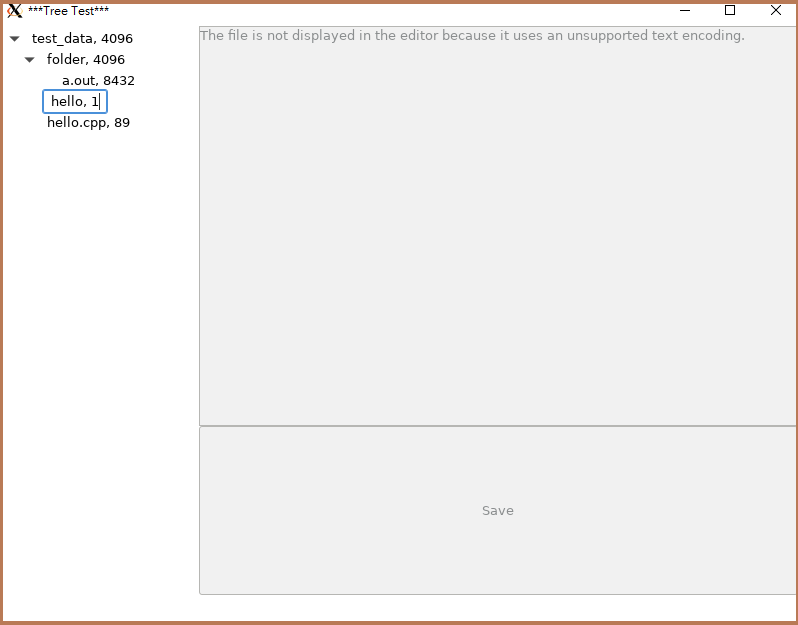 ***Tree Test***
test_data, 4096
folder, 4096
a.out, 8432
hello, 1
hello.cpp, 89
The file is not displayed in the editor because it uses an unsupported text encoding.
Save